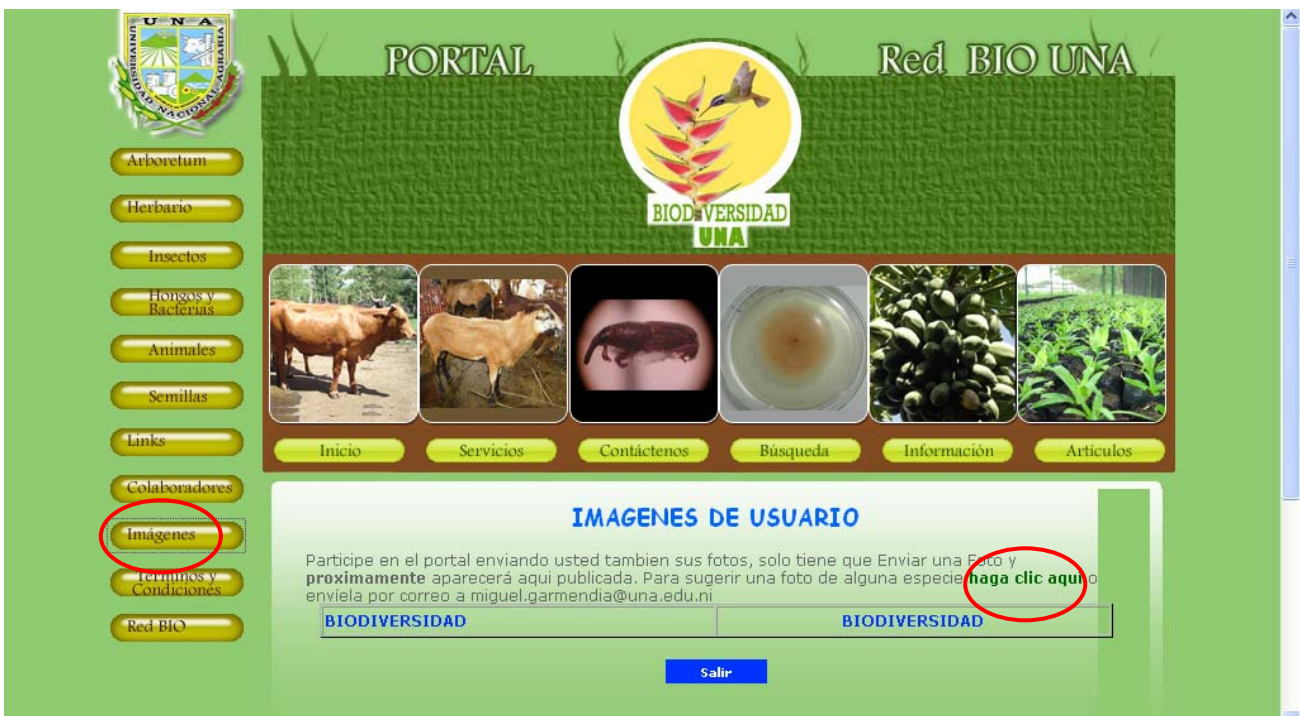 UNA
UNIVERSIDAD NACIONAL AGRARIA
PORTAL
Red BIO UNA
BIODIVERSIDAD
UNA
Arboretum
Herbario
Insectos
Hongos y
Bacterias
Animales
Semillas
Links
Colaboradores
Imágenes
Terminos y
Condiciones
Red BIO
Inicio
Servicios
Contáctenos
Búsqueda
Información
Artículos
IMAGENES DE USUARIO
Participe en el portal enviando usted tambien sus fotos, solo tiene que Enviar una Foto y
proximamente aparecerá aqui publicada. Para sugerir una foto de alguna especie haga clic aqui o
envíela por correo a miguel.garmendia@una.edu.ni
BIODIVERSIDAD
BIODIVERSIDAD
Salir